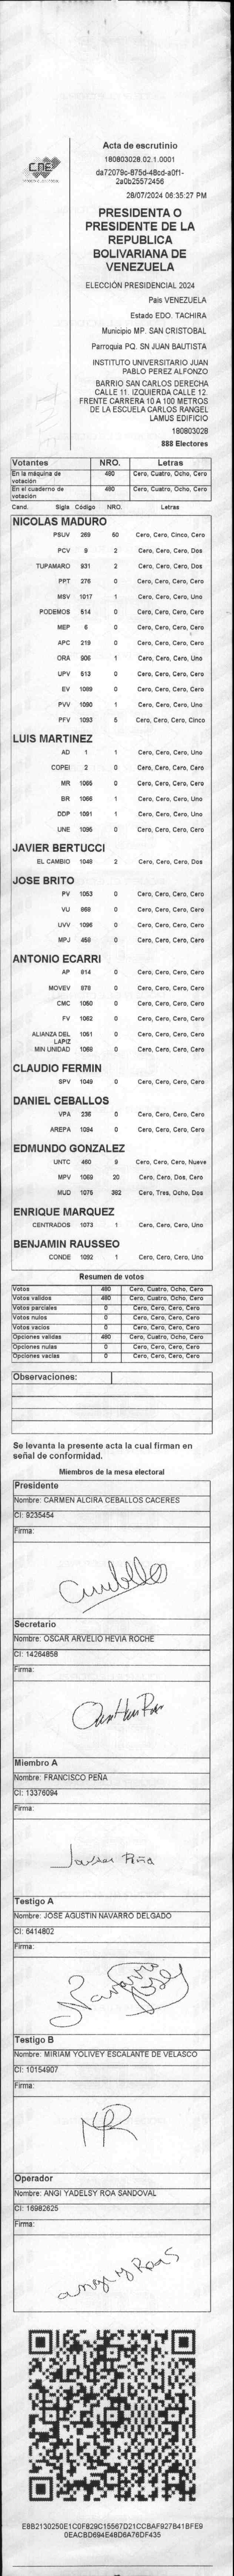 CNE
Acta de escrutinio
180803028.02.1.0001
da72079c-875d-48cd-a0f1-
2a0b25572456
28/07/2024 06:35:27 PM
PRESIDENTA O
PRESIDENTE DE LA
REPUBLICA
BOLIVARIANA DE
VENEZUELA
ELECCIÓN PRESIDENCIAL 2024
Pais VENEZUELA
Estado EDO. TACHIRA
Municipio MP. SAN CRISTOBAL
Parroquia PQ. SN JUAN BAUTISTA
INSTITUTO UNIVERSITARIO JUAN
PABLO PEREZ ALFONZO
BARRIO SAN CARLOS DERECHA
CALLE 11. IZQUIERDA CALLE 12.
FRENTE CARRERA 10 A 100 METROS
DE LA ESCUELA CARLOS RANGEL
LAMUS EDIFICIO
180803028
888 Electores
Votantes NRO. Letras
En la máquina de votación 480 Cero, Cuatro, Ocho, Cero
En el cuaderno de votación 480 Cero, Cuatro, Ocho, Cero
Cand. Sigla Código NRO. Letras
NICOLAS MADURO
PSUV 269 50 Cero, Cero, Cinco, Cero
PCV 9 2 Cero, Cero, Cero, Dos
TUPAMARO 931 2 Cero, Cero, Cero, Dos
PPT 276 0 Cero, Cero, Cero, Cero
MSV 1017 1 Cero, Cero, Cero, Uno
PODEMOS 514 0 Cero, Cero, Cero, Cero
MEP 6 0 Cero, Cero, Cero, Cero
APC 219 0 Cero, Cero, Cero, Cero
ORA 906 1 Cero, Cero, Cero, Uno
UPV 513 0 Cero, Cero, Cero, Cero
EV 1089 0 Cero, Cero, Cero, Cero
PVV 1090 1 Cero, Cero, Cero, Uno
PFV 1093 5 Cero, Cero, Cero, Cinco
LUIS MARTINEZ
AD 1 1 Cero, Cero, Cero, Uno
COPEI 2 0 Cero, Cero, Cero, Cero
MR 1065 0 Cero, Cero, Cero, Cero
BR 1066 1 Cero, Cero, Cero, Uno
DDP 1091 1 Cero, Cero, Cero, Uno
UNE 1095 0 Cero, Cero, Cero, Cero
JAVIER BERTUCCI
EL CAMBIO 1048 2 Cero, Cero, Cero, Dos
JOSE BRITO
PV 1053 0 Cero, Cero, Cero, Cero
VU 869 0 Cero, Cero, Cero, Cero
UVV 1096 0 Cero, Cero, Cero, Cero
MPJ 458 0 Cero, Cero, Cero, Cero
ANTONIO ECARRI
AP 814 0 Cero, Cero, Cero, Cero
MOVEV 878 0 Cero, Cero, Cero, Cero
CMC 1050 0 Cero, Cero, Cero, Cero
FV 1062 0 Cero, Cero, Cero, Cero
ALIANZA DEL LAPIZ 1051 0 Cero, Cero, Cero, Cero
MIN UNIDAD 1068 0 Cero, Cero, Cero, Cero
CLAUDIO FERMIN
SPV 1049 0 Cero, Cero, Cero, Cero
DANIEL CEBALLOS
VPA 236 0 Cero, Cero, Cero, Cero
AREPA 1094 0 Cero, Cero, Cero, Cero
EDMUNDO GONZALEZ
UNTC 460 9 Cero, Cero, Cero, Nueve
MPV 1069 20 Cero, Cero, Dos, Cero
MUD 1075 382 Cero, Tres, Ocho, Dos
ENRIQUE MARQUEZ
CENTRADOS 1073 1 Cero, Cero, Cero, Uno
BENJAMIN RAUSSEO
CONDE 1092 1 Cero, Cero, Cero, Uno
Resumen de votos
Votos 480 Cero, Cuatro, Ocho, Cero
Votos validos 480 Cero, Cuatro, Ocho, Cero
Votos parciales 0 Cero, Cero, Cero, Cero
Votos nulos 0 Cero, Cero, Cero, Cero
Votos vacios 0 Cero, Cero, Cero, Cero
Opciones validas 480 Cero, Cuatro, Ocho, Cero
Opciones nulas 0 Cero, Cero, Cero, Cero
Opciones vacias 0 Cero, Cero, Cero, Cero
Observaciones:
Se levanta la presente acta la cual firman en
señal de conformidad.
Miembros de la mesa electoral
Presidente
Nombre: CARMEN ALCIRA CEBALLOS CACERES
CI: 9235454
Firma:
Secretario
Nombre: OSCAR ARVELIO HEVIA ROCHE
CI: 14264858
Firma:
Miembro A
Nombre: FRANCISCO PEÑA
CI: 13376094
Firma:
Peña
Testigo A
Nombre: JOSE AGUSTIN NAVARRO DELGADO
CI: 6414802
Firma:
Navarro
José
Testigo B
Nombre: MIRIAM YOLIVEY ESCALANTE DE VELASCO
CI: 10154907
Firma:
Operador
Nombre: ANGI YADELSY ROA SANDOVAL
CI: 16982625
Firma:
angi y Roa S
E8B2130250E1C0F829C15567D21CCBAF927B41BFE9
0EACBD694E48D6A76DF435